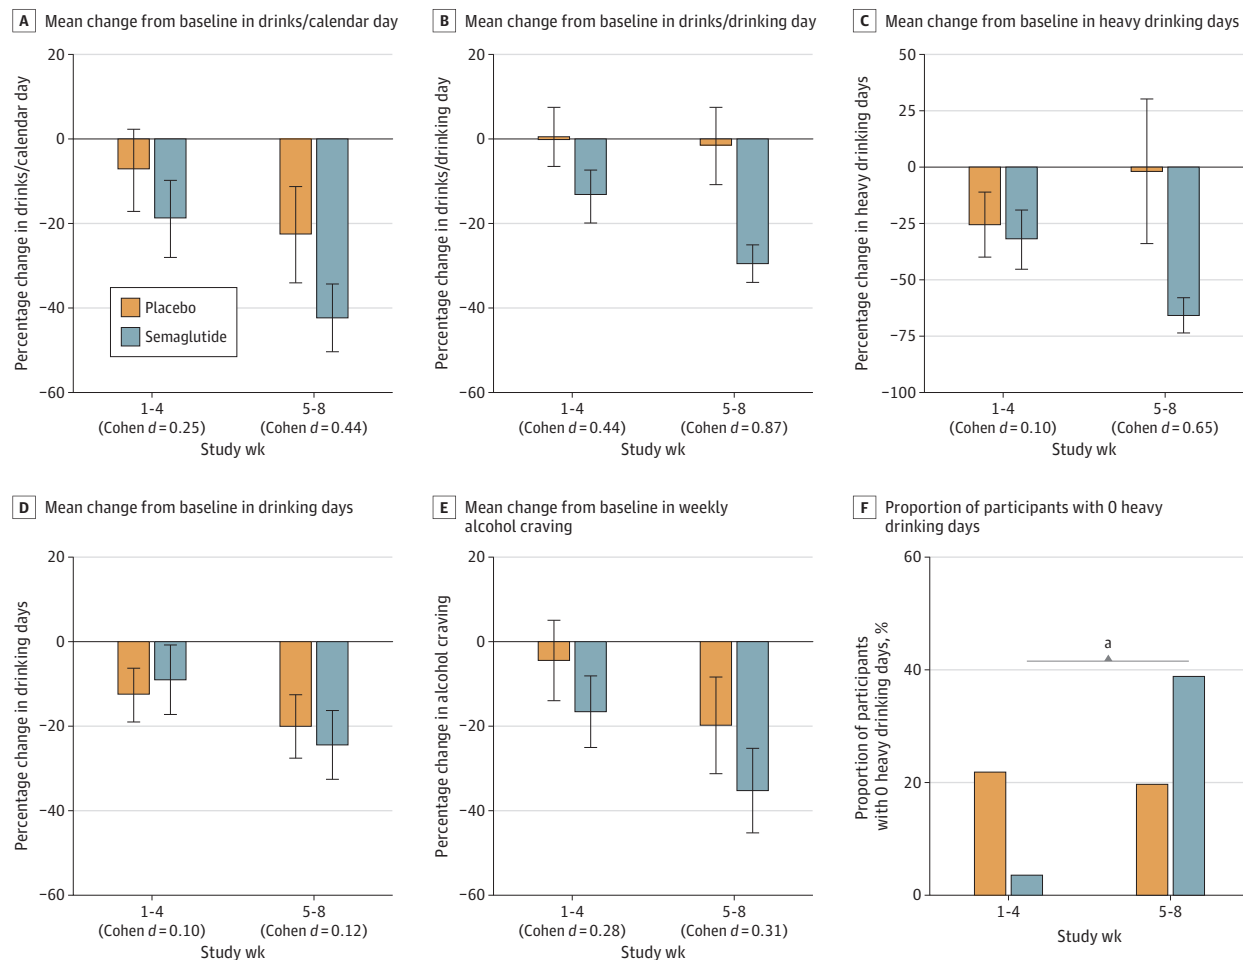 A Mean change from baseline in drinks/calendar day
Percentage change in drinks/calendar day
20
0
−20
−40
−60
Placebo
Semaglutide
1-4
(Cohen d = 0.25)
5-8
(Cohen d = 0.44)
Study wk
B Mean change from baseline in drinks/drinking day
Percentage change in drinks/drinking day
20
0
−20
−40
−60
1-4
(Cohen d = 0.44)
5-8
(Cohen d = 0.87)
Study wk
C Mean change from baseline in heavy drinking days
Percentage change in heavy drinking days
50
25
0
−25
−50
−75
−100
1-4
(Cohen d = 0.10)
5-8
(Cohen d = 0.65)
Study wk
D Mean change from baseline in drinking days
Percentage change in drinking days
20
0
−20
−40
−60
1-4
(Cohen d = 0.10)
5-8
(Cohen d = 0.12)
Study wk
E Mean change from baseline in weekly
alcohol craving
Percentage change in alcohol craving
20
0
−20
−40
−60
1-4
(Cohen d = 0.28)
5-8
(Cohen d = 0.31)
Study wk
F Proportion of participants with 0 heavy
drinking days
Proportion of participants
with 0 heavy drinking days, %
60
40
20
0
a
1-4
5-8
Study wk